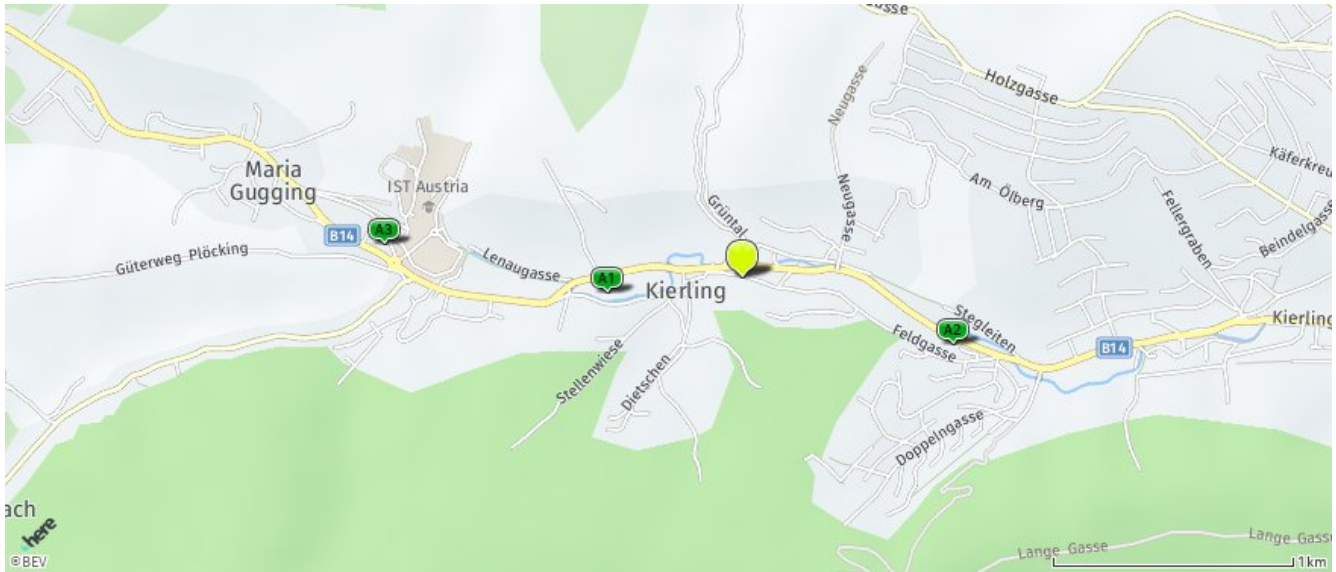 Holzgasse
Neugasse
Käferkreu
Maria
Gugging
IST Austria
Am Ölberg
Fellergraben
Beindelgasse
Neugasse
Grüntal
A3
B14
Güterweg Plöcking
Lenaugasse
A1
Kierling
Stegleiten
A2
Feldgasse
B14
Kierling
Stellenwiese
Dietschen
Doppelngasse
ach
here
©BEV
Lange Gasse
Lange Gasse
1km